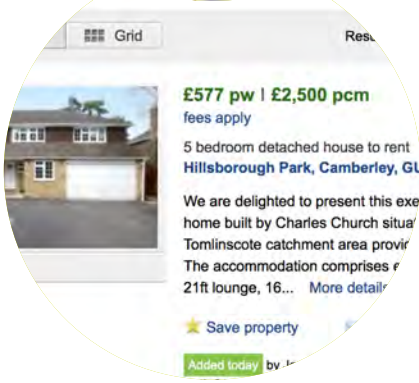 Grid
£577 pw | £2,500 pcm
fees apply
5 bedroom detached house to rent
Hillsborough Park, Camberley, GU
We are delighted to present this exe
home built by Charles Church situa
Tomlinscote catchment area provid
The accommodation comprises
21ft lounge, 16... More details
Save property
Added today by